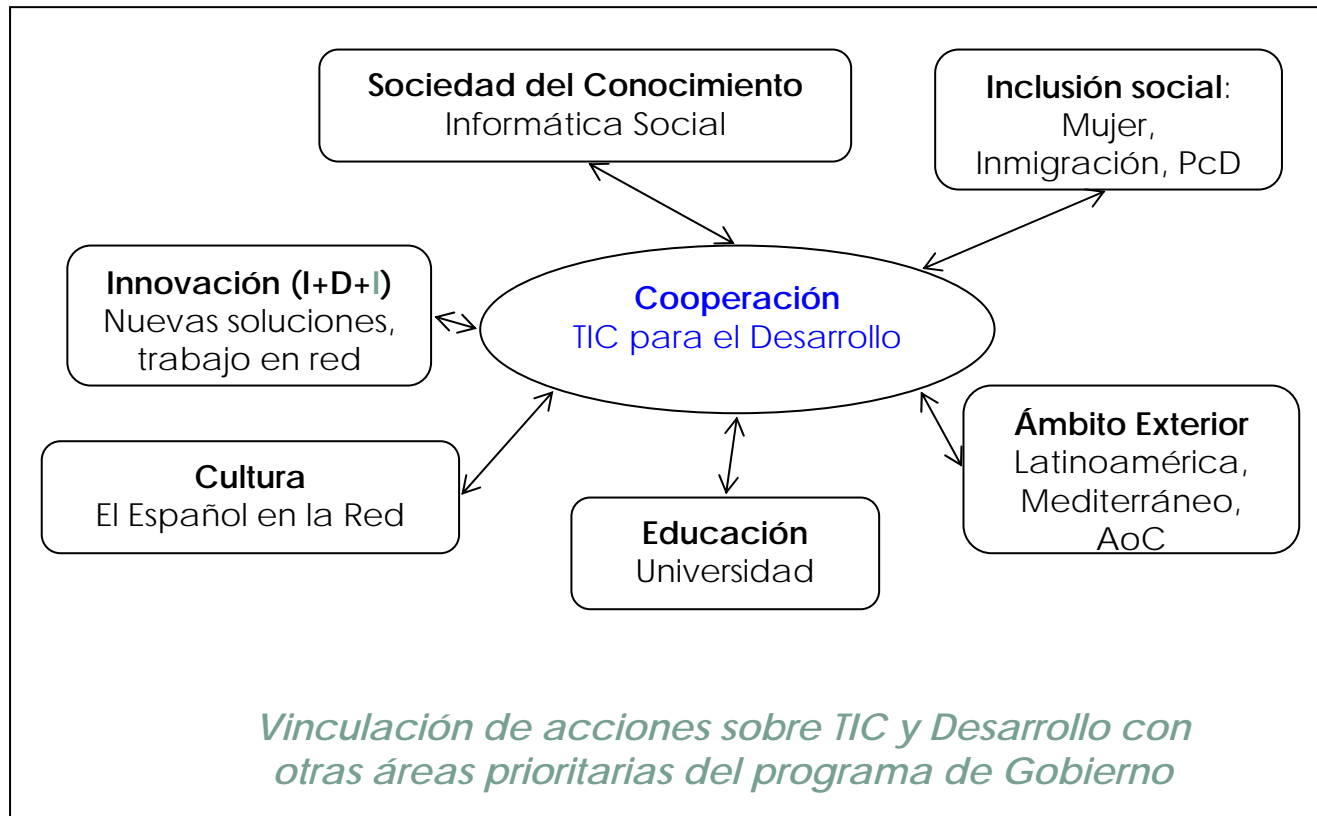 Sociedad del Conocimiento
Informática Social
Inclusión social:
Mujer,
Inmigración, PcD
Innovación (I+D+I)
Nuevas soluciones,
trabajo en red
Cooperación
TIC para el Desarrollo
Ámbito Exterior
Latinoamérica,
Mediterráneo,
AoC
Cultura
El Español en la Red
Educación
Universidad
Vinculación de acciones sobre TIC y Desarrollo con
otras áreas prioritarias del programa de Gobierno